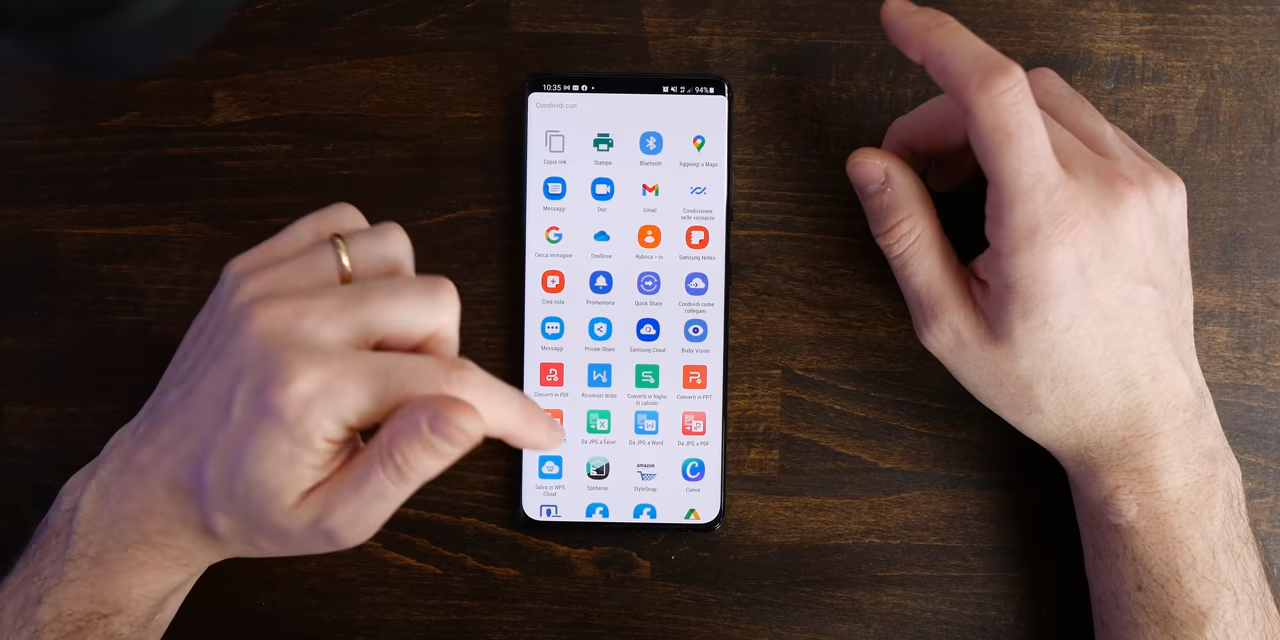 10:35
94%
Condividi con
Copia link
Stampa
Bluetooth
Aggiungi a Maps
Messaggi
Duo
Gmail
Condivisione
nelle vicinanze
Cerca immagine
OneDrive
Rubrica - Io
Samsung Notes
Crea nota
Promemoria
Quick Share
Condividi come
collegam.
Messaggi
Private Share
Samsung Cloud
Bixby Vision
Converti in PDF
Riconosci testo
Converti in foglio
di calcolo
Converti in PPT
Da JPG a Excel
Da JPG a Word
Da JPG a PDF
Salva in WPS
Cloud
Splitwise
amazon
StyleSnap
Canva